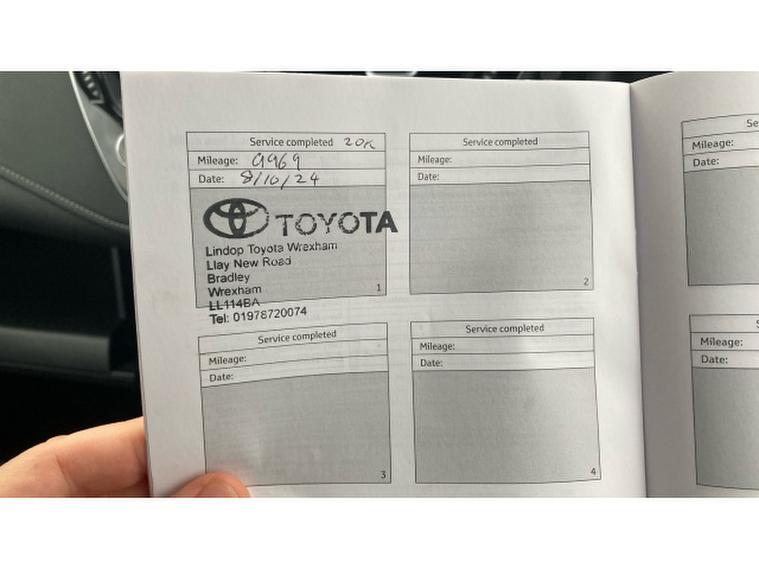 Service completed 20K
Mileage: 9969
Date: 8/10/24
TOYOTA
Lindop Toyota Wrexham
Llay New Road
Bradley
Wrexham
LL114BA
Tel: 01978720074
1
Service completed
Mileage:
Date:
2
Service completed
Mileage:
Date:
3
Service completed
Mileage:
Date:
4
Se
Mileage:
Date:
S
Mileage:
Date: